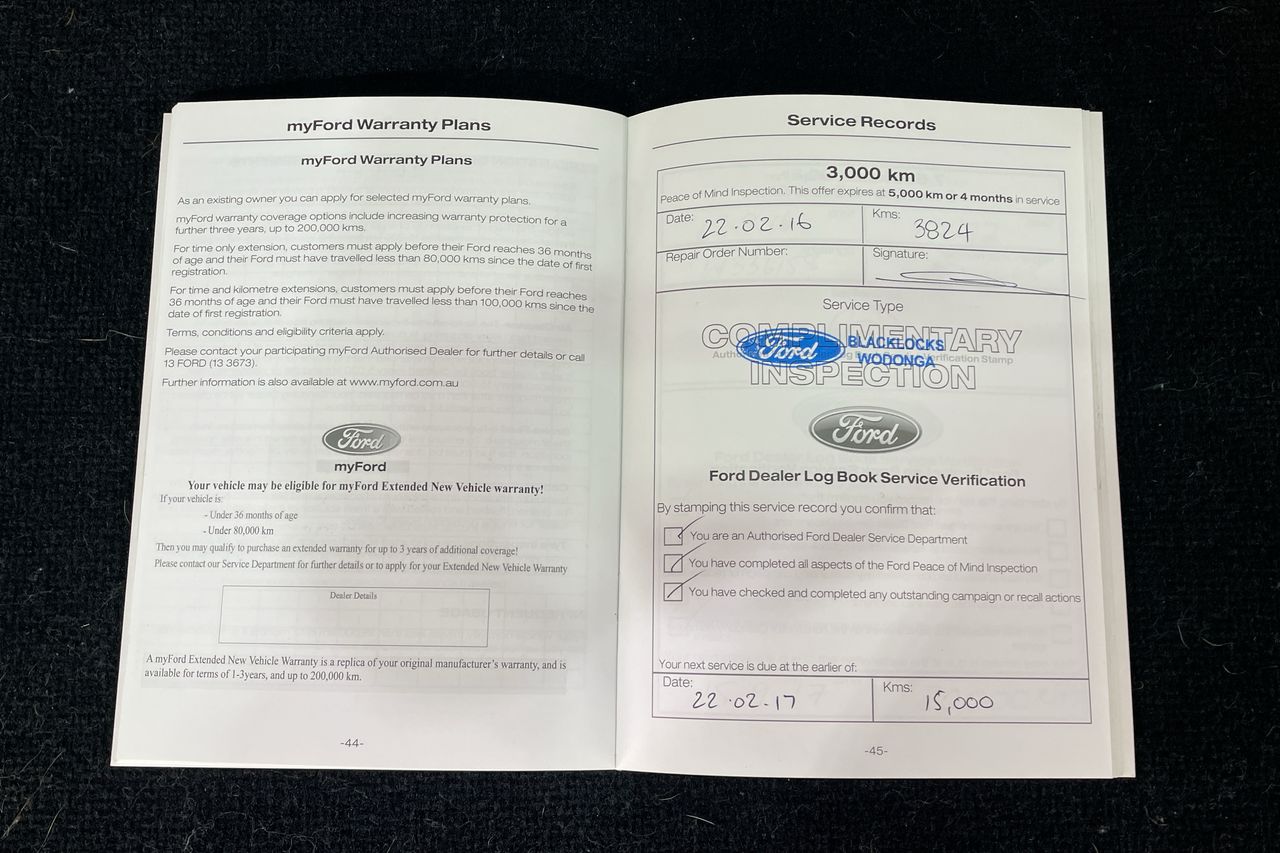 myFord Warranty Plans
myFord Warranty Plans
As an existing owner you can apply for selected myFord warranty plans.
myFord warranty coverage options include increasing warranty protection for a
further three years, up to 200,000 kms.
For time only extension, customers must apply before their Ford reaches 36 months
of age and their Ford must have travelled less than 80,000 kms since the date of first
registration.
For time and kilometre extensions, customers must apply before their Ford reaches
36 months of age and their Ford must have travelled less than 100,000 kms since the
date of first registration.
Terms, conditions and eligibility criteria apply.
Please contact your participating myFord Authorised Dealer for further details or call
13 FORD (13 3673).
Further information is also available at www.myford.com.au
Ford
myFord
Your vehicle may be eligible for myFord Extended New Vehicle warranty!
If your vehicle is:
- Under 36 months of age
- Under 80,000 km
Then you may qualify to purchase an extended warranty for up to 3 years of additional coverage!
Please contact our Service Department for further details or to apply for your Extended New Vehicle Warranty
Dealer Details
A myFord Extended New Vehicle Warranty is a replica of your original manufacturer's warranty, and is
available for terms of 1-3years, and up to 200,000 km.
-44-
Service Records
3,000 km
Peace of Mind Inspection. This offer expires at 5,000 km or 4 months in service
Date: 22.02.16 Kms: 3824
Repair Order Number: Signature:
Service Type
COMPLIMENTARY
INSPECTION
Ford BLACKLOCKS
WODONGA
Verification Stamp
Ford
Ford Dealer Log Book Service Verification
By stamping this service record you confirm that:
You are an Authorised Ford Dealer Service Department
You have completed all aspects of the Ford Peace of Mind Inspection
You have checked and completed any outstanding campaign or recall actions
Your next service is due at the earlier of:
Date: 22.02.17 Kms: 15,000
-45-